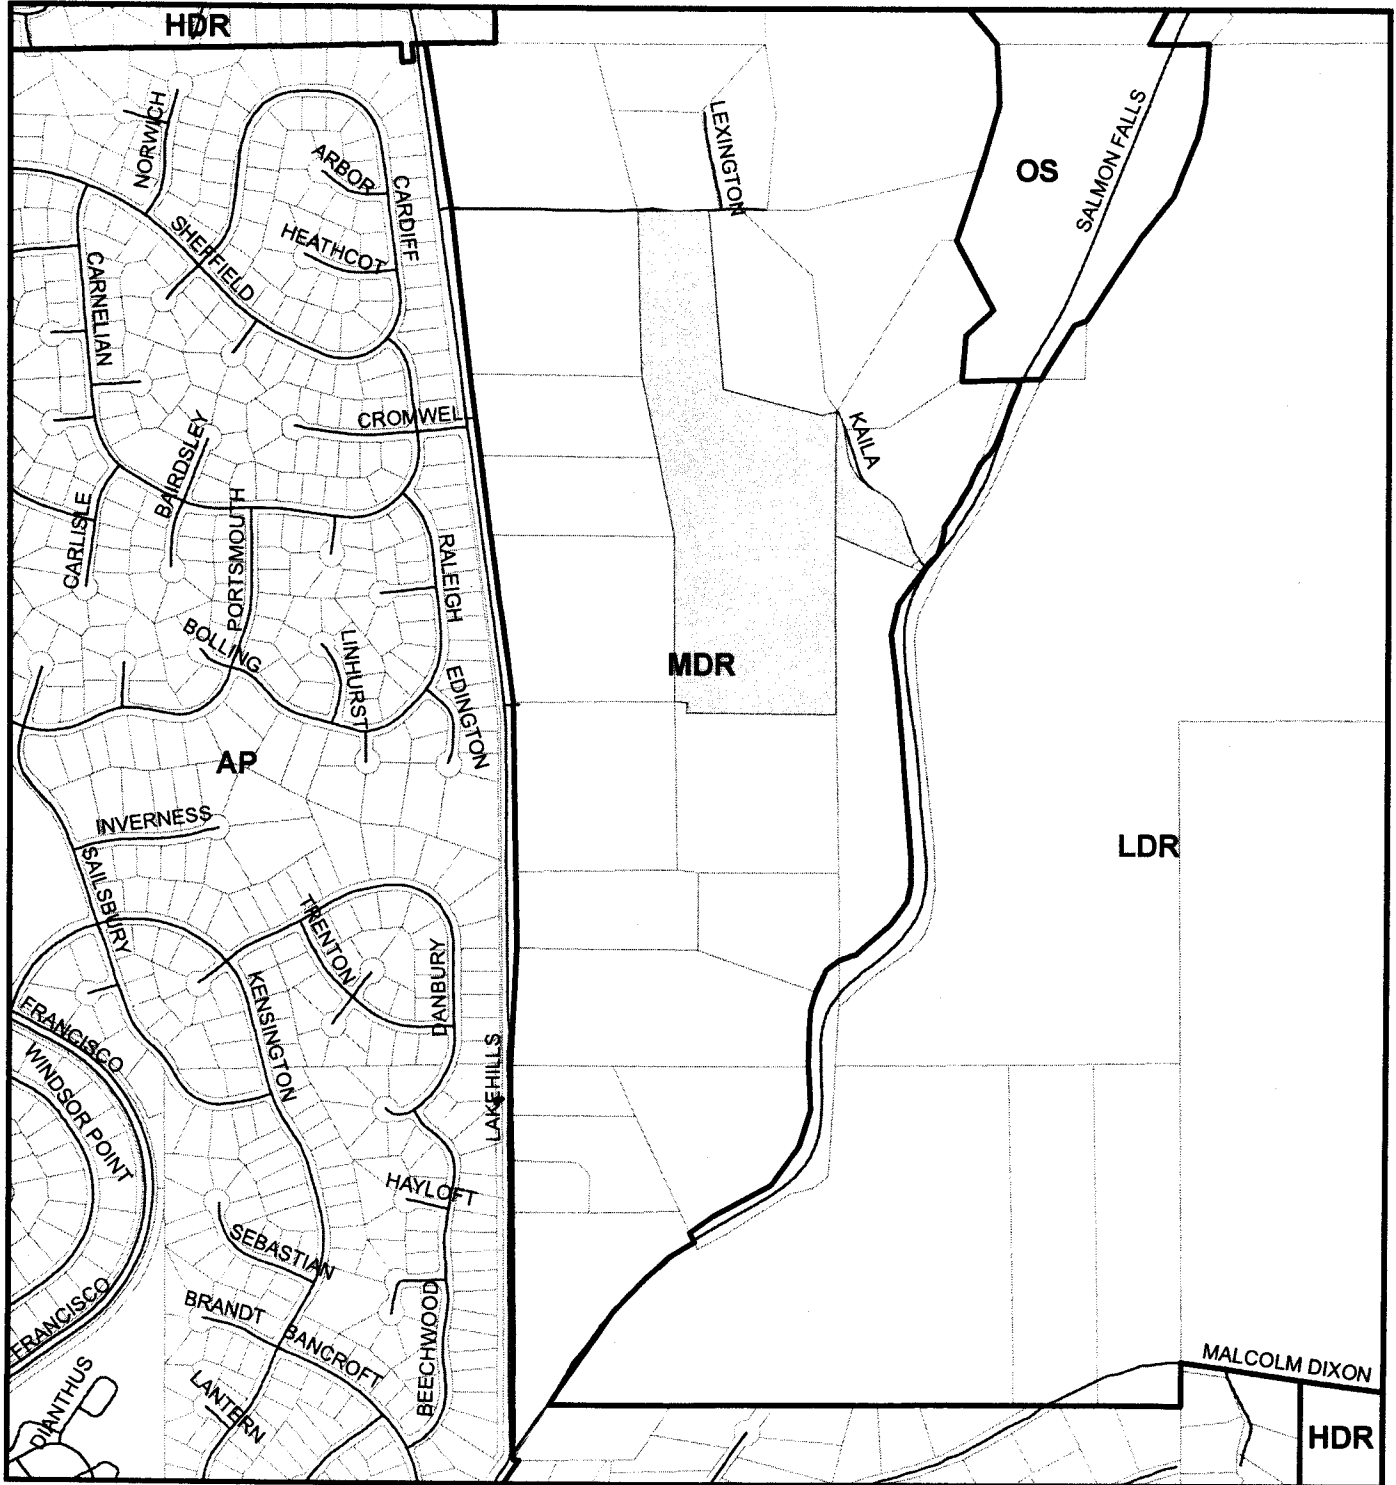 HDR
NORWICH
ARBOR
CARDIFF
LEXINGTON
OS
SALMON FALLS
SHEFFIELD
HEATHCOT
CARNELIAN
CROMWEL
KAILA
BAIRDSLEY
CARLISLE
PORTSMOUTH
RALEIGH
BOLLING
LINHURST
EDINGTON
MDR
AP
INVERNESS
LDR
SAILSBURY
TRENTON
DANBURY
KENSINGTON
FRANCISCO
WINDSOR POINT
LAKEHILLS
HAYLOFT
SEBASTIAN
BRANDT
BANCROFT
BEECHWOOD
FRANCISCO
DIANTHUS
LANTERN
MALCOLM DIXON
HDR